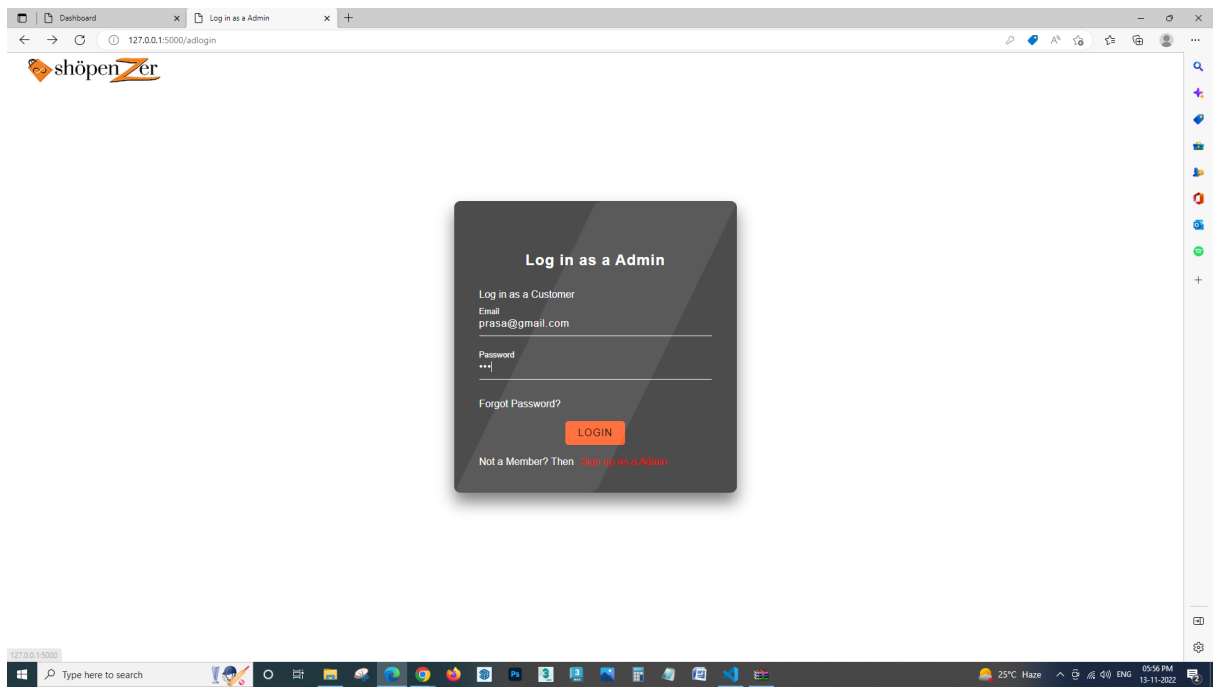 Dashboard
Log in as a Admin
127.0.0.1:5000/adlogin
shöpenZer
Log in as a Admin
Log in as a Customer
Email
prasa@gmail.com
Password
Forgot Password?
LOGIN
Not a Member? Then Sign up as a Admin
127.0.0.1:5000
Type here to search
25°C Haze
ENG
05:56 PM
13-11-2022